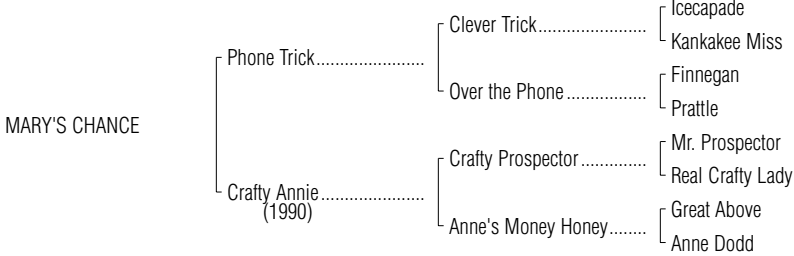 Icecapade
Clever Trick......................
Kankakee Miss
Phone Trick......................
Finnegan
Over the Phone ................
Prattle
MARY'S CHANCE
Mr. Prospector
Crafty Prospector .............
Real Crafty Lady
Crafty Annie.....................
(1990)
Great Above
Anne's Money Honey........
Anne Dodd